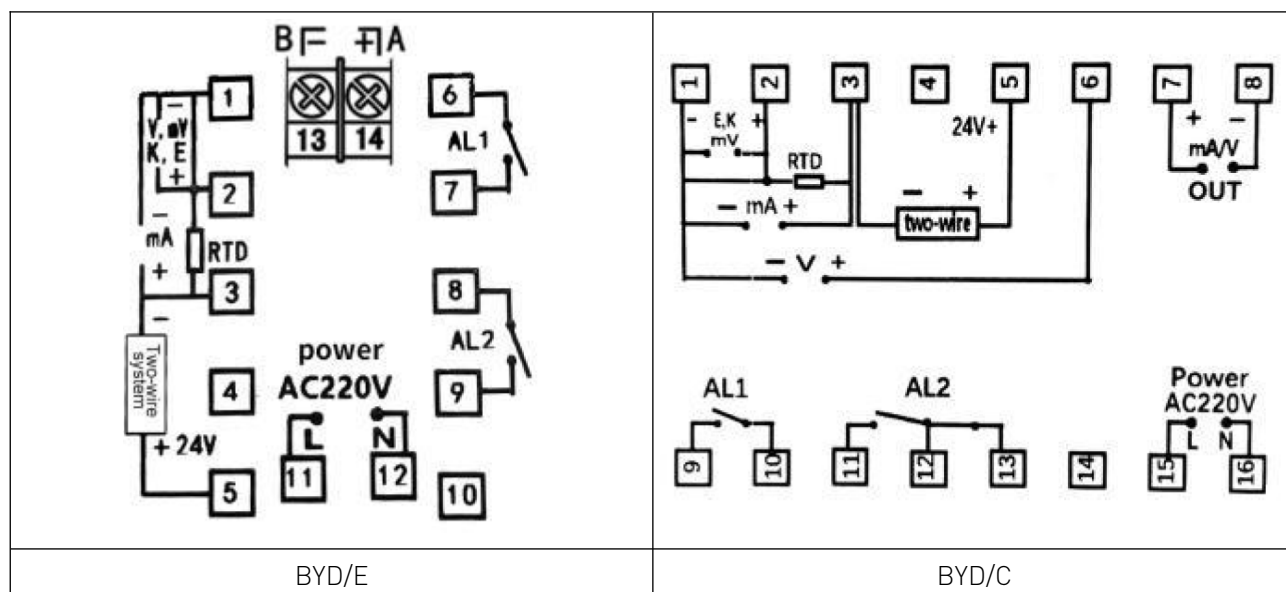 B − + A
13 14
1
− V, mV
K, E
+
2
− mA +
RTD
3
−
Two-wire
system
4
+ 24V
5
6
AL1
7
8
AL2
9
10
power
AC220V
L N
11 12
BYD/E
1 2 3 4 5 6 7 8
− E,K +
mV
RTD
− mA +
24V+
− +
two-wire
− V +
+ −
mA/V
OUT
AL1
AL2
Power
AC220V
L N
9 10 11 12 13 14 15 16
BYD/C